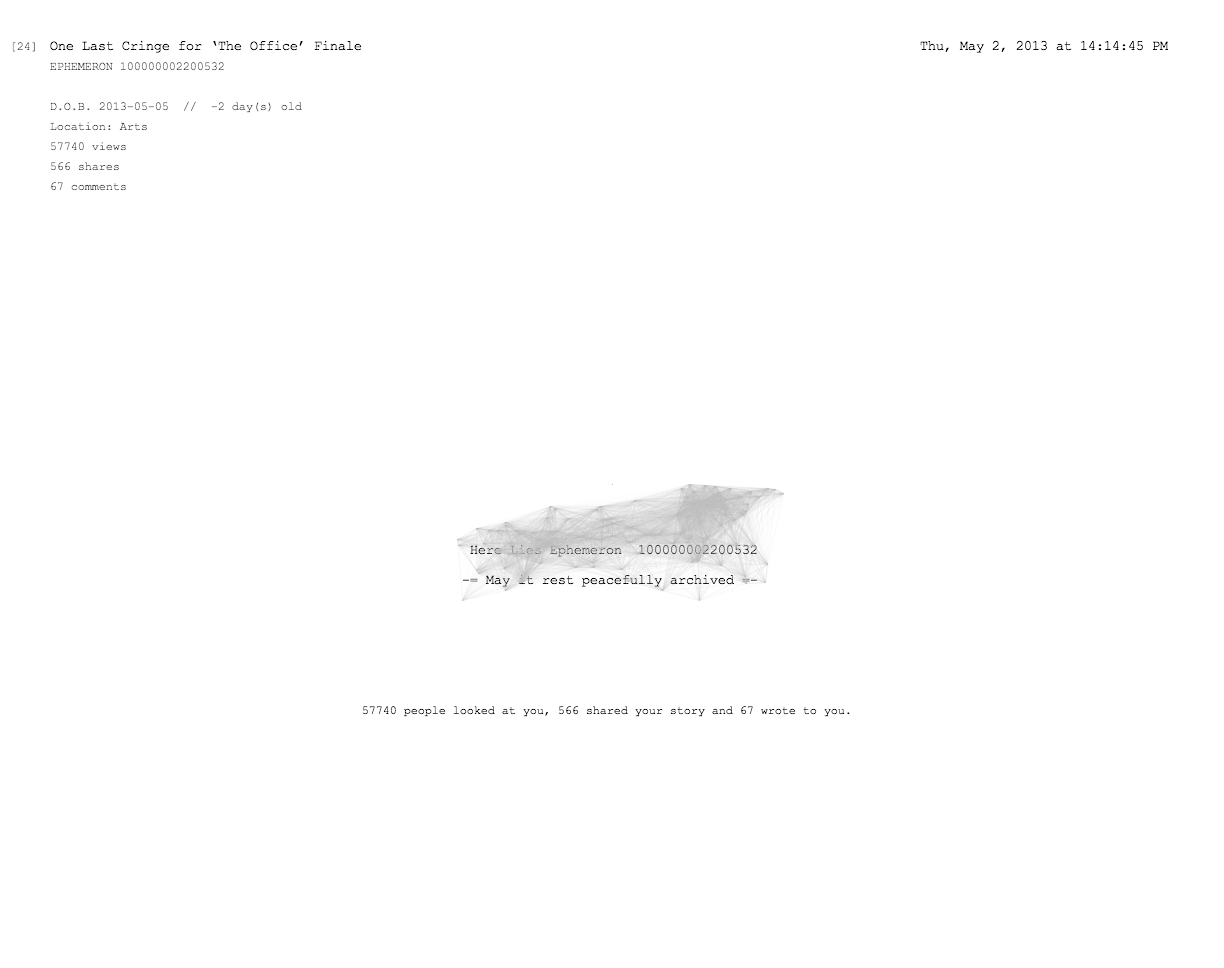 [24] One Last Cringe for ‘The Office’ Finale Thu, May 2, 2013 at 14:14:45 PM
EPHEMERON 100000002200532
D.O.B. 2013-05-05 // -2 day(s) old
Location: Arts
57740 views
566 shares
67 comments
Here Lies Ephemeron 100000002200532
-= May it rest peacefully archived =-
57740 people looked at you, 566 shared your story and 67 wrote to you.